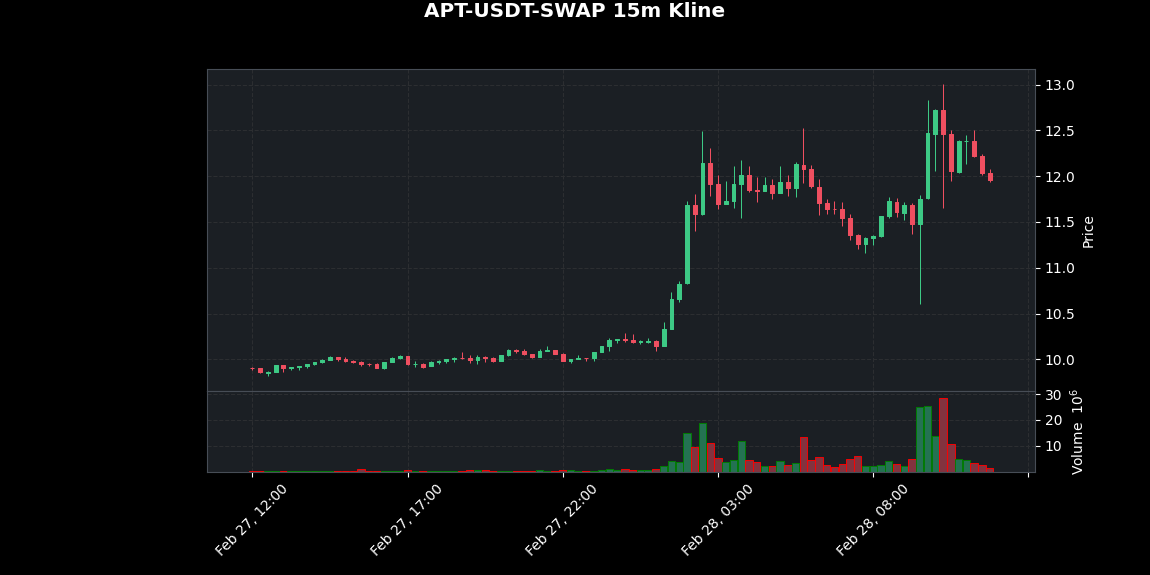 APT-USDT-SWAP 15m Kline
13.0
12.5
12.0
11.5
11.0
10.5
10.0
Price
30
20
10
Volume 10⁶
Feb 27, 12:00
Feb 27, 17:00
Feb 27, 22:00
Feb 28, 03:00
Feb 28, 08:00